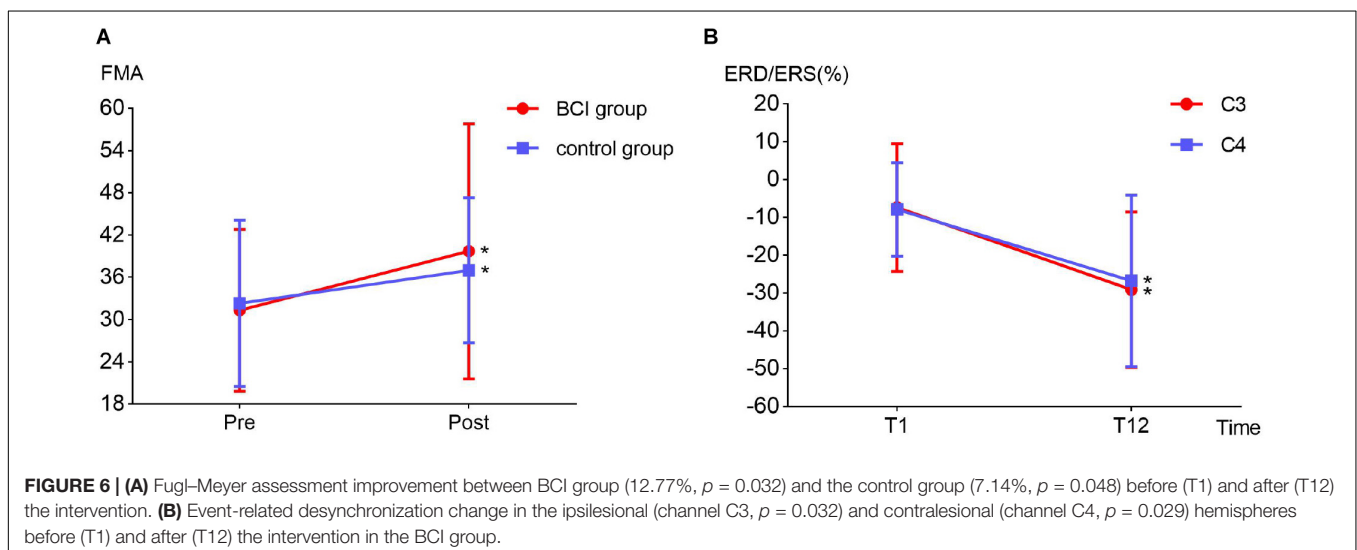 A
FMA
60
54
48
42
36
30
24
18
Pre
Post
BCI group
control group
*
*
B
ERD/ERS(%)
20
10
0
-10
-20
-30
-40
-50
-60
T1
T12
Time
C3
C4
*
*
FIGURE 6 | (A) Fugl–Meyer assessment improvement between BCI group (12.77%, p = 0.032) and the control group (7.14%, p = 0.048) before (T1) and after (T12)
the intervention. (B) Event-related desynchronization change in the ipsilesional (channel C3, p = 0.032) and contralesional (channel C4, p = 0.029) hemispheres
before (T1) and after (T12) the intervention in the BCI group.